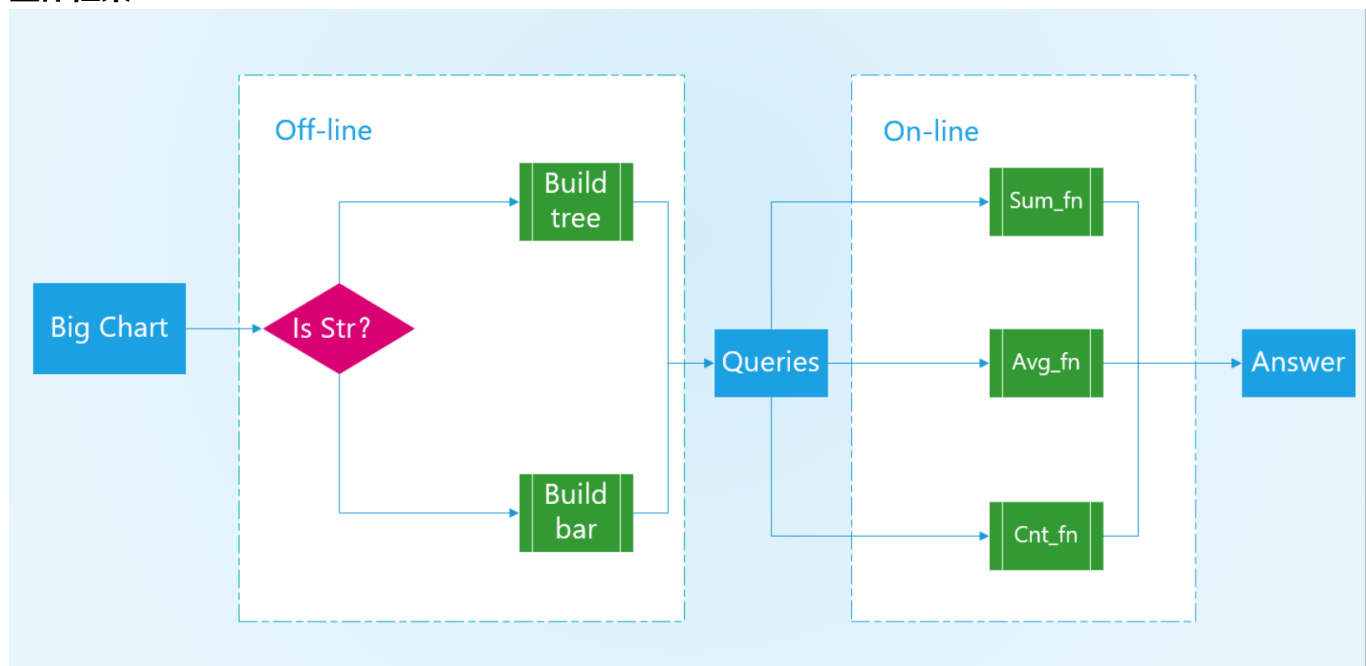 Off-line
On-line
Build
tree
Sum_fn
Big Chart
Is Str?
Queries
Avg_fn
Answer
Build
bar
Cnt_fn